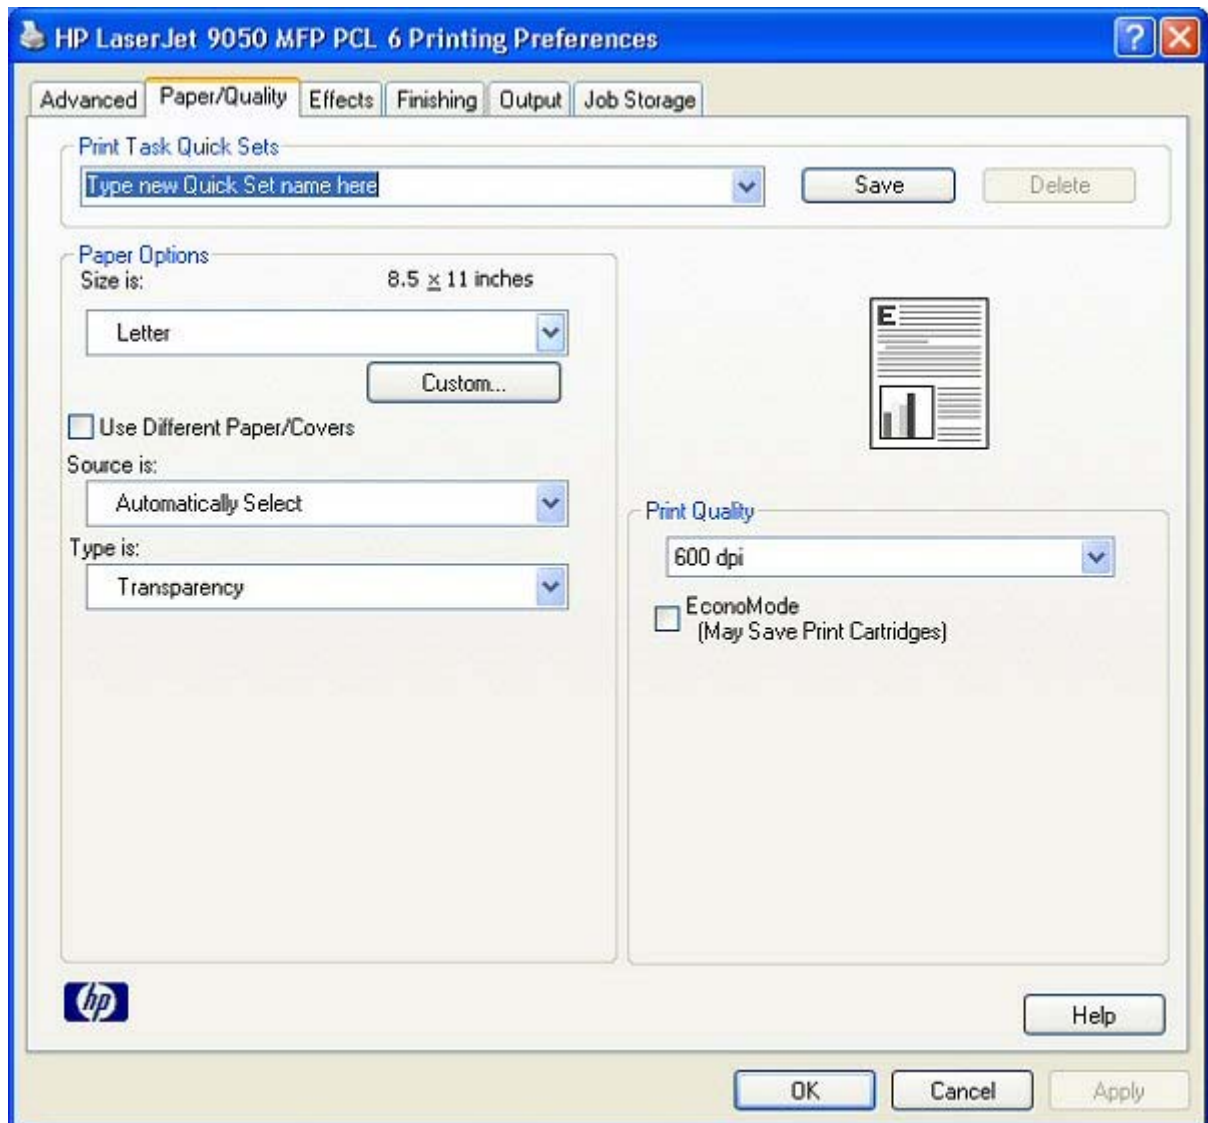 HP LaserJet 9050 MFP PCL 6 Printing Preferences
Advanced Paper/Quality Effects Finishing Output Job Storage
Print Task Quick Sets
Type new Quick Set name here Save Delete
Paper Options
Size is: 8.5 x 11 inches
Letter
Custom...
Use Different Paper/Covers
Source is:
Automatically Select
Type is:
Transparency
E
Print Quality
600 dpi
EconoMode
(May Save Print Cartridges)
hp
Help
OK Cancel Apply